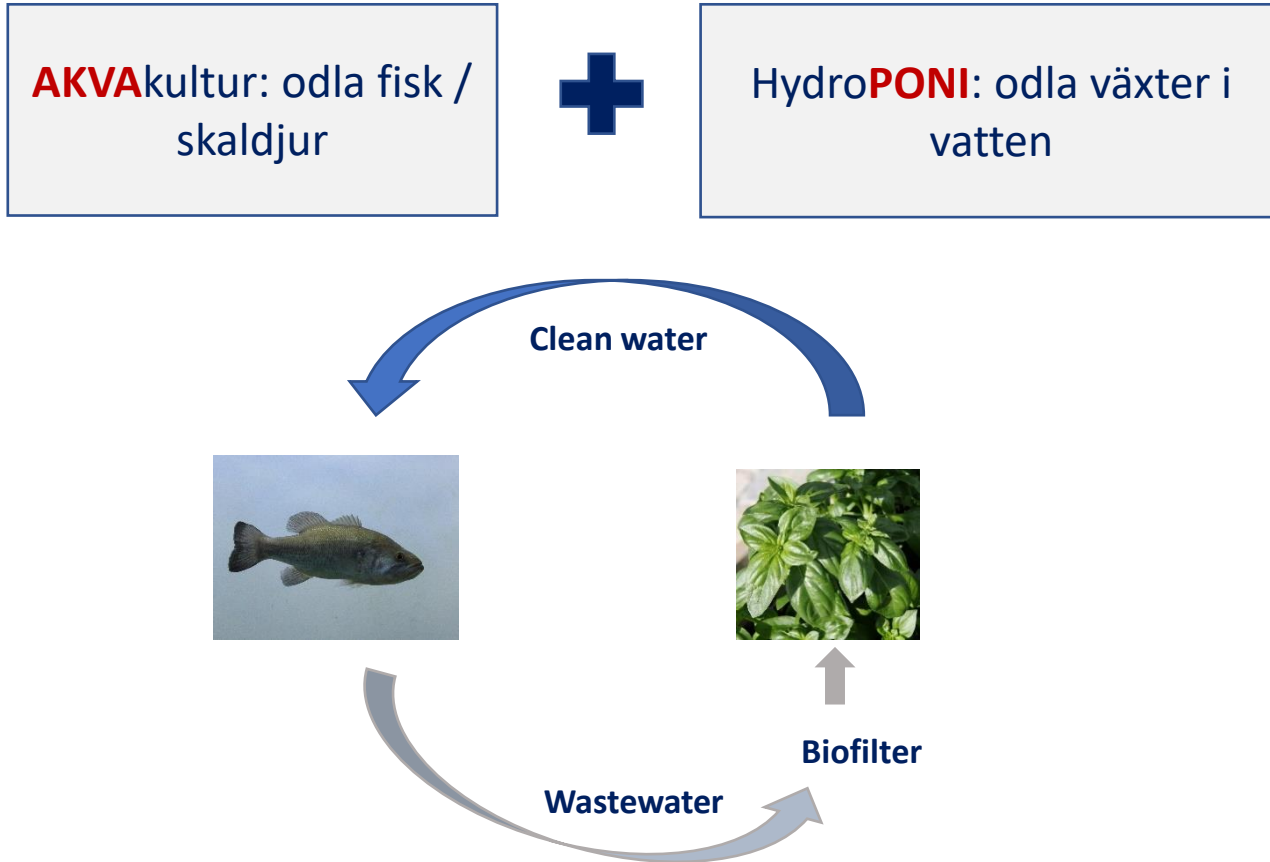 AKVAkultur: odla fisk /
skaldjur
HydroPONI: odla växter i
vatten
Clean water
Biofilter
Wastewater